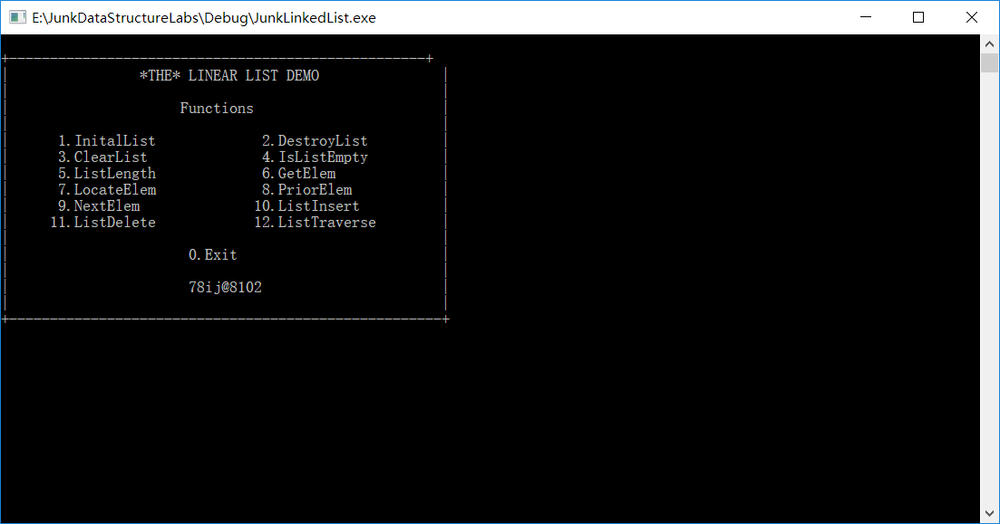 E:\JunkDataStructureLabs\Debug\JunkLinkedList.exe
+---------------------------------------------------+
| *THE* LINEAR LIST DEMO |
| |
| Functions |
| |
| 1.InitalList 2.DestroyList |
| 3.ClearList 4.IsListEmpty |
| 5.ListLength 6.GetElem |
| 7.LocateElem 8.PriorElem |
| 9.NextElem 10.ListInsert |
| 11.ListDelete 12.ListTraverse |
| |
| 0.Exit |
| |
| 78ij@8102 |
| |
+-----------------------------------------------------+